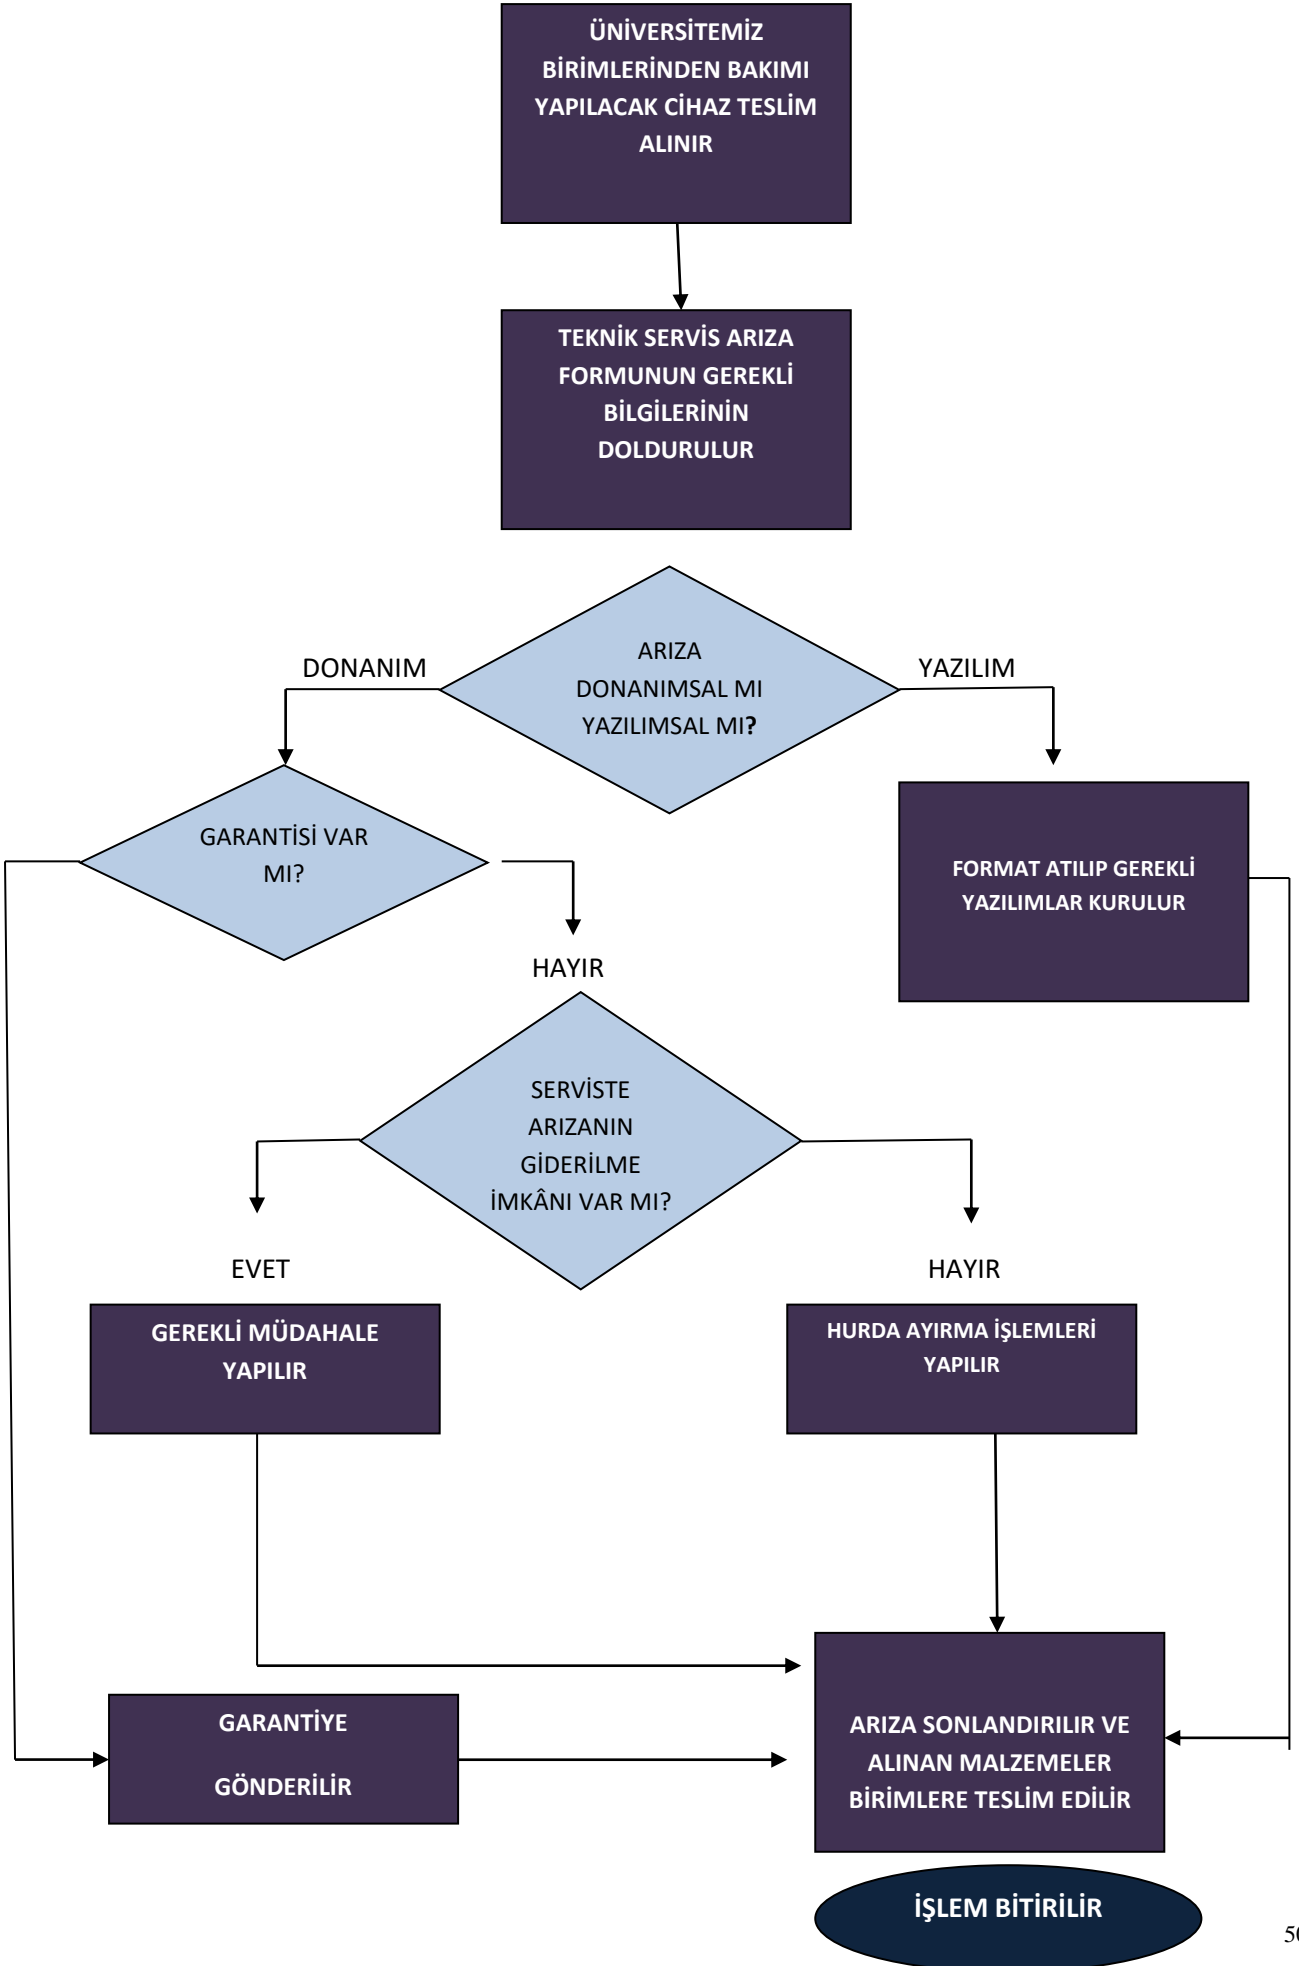 ÜNİVERSİTEMİZ
BİRİMLERİNDEN BAKIMI
YAPILACAK CİHAZ TESLİM
ALINIR
TEKNİK SERVİS ARIZA
FORMUNUN GEREKLİ
BİLGİLERİNİN
DOLDURULUR
ARIZA
DONANIMSAL MI
YAZILIMSAL MI?
DONANIM
YAZILIM
GARANTİSİ VAR
MI?
FORMAT ATILIP GEREKLİ
YAZILIMLAR KURULUR
HAYIR
SERVİSTE
ARIZANIN
GİDERİLME
İMKÂNI VAR MI?
EVET
HAYIR
GEREKLİ MÜDAHALE
YAPILIR
HURDA AYIRMA İŞLEMLERİ
YAPILIR
GARANTİYE
GÖNDERİLİR
ARIZA SONLANDIRILIR VE
ALINAN MALZEMELER
BİRİMLERE TESLİM EDİLİR
İŞLEM BİTİRİLİR